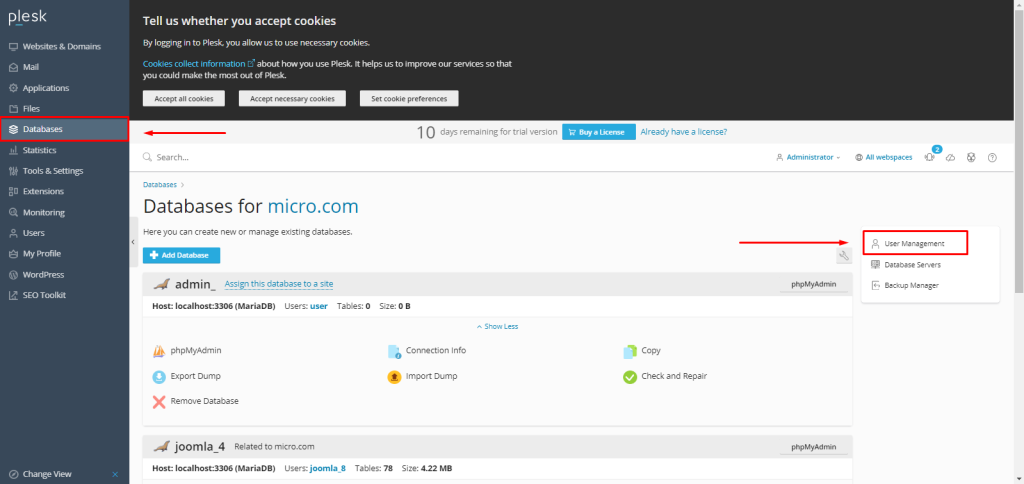 plesk
Websites & Domains
Mail
Applications
Files
Databases
Statistics
Tools & Settings
Extensions
Monitoring
Users
My Profile
WordPress
SEO Toolkit
Change View
Tell us whether you accept cookies
By logging in to Plesk, you allow us to use necessary cookies.
Cookies collect information about how you use Plesk. It helps us to improve our services so that
you could make the most out of Plesk.
Accept all cookies Accept necessary cookies Set cookie preferences
10 days remaining for trial version Buy a License Already have a license?
Search... Administrator All webspaces 2
Databases
Databases for micro.com
Here you can create new or manage existing databases.
Add Database
User Management
Database Servers
Backup Manager
admin_ Assign this database to a site phpMyAdmin
Host: localhost:3306 (MariaDB) Users: user Tables: 0 Size: 0 B
Show Less
phpMyAdmin Connection Info Copy
Export Dump Import Dump Check and Repair
Remove Database
joomla_4 Related to micro.com phpMyAdmin
Host: localhost:3306 (MariaDB) Users: joomla_8 Tables: 78 Size: 4.22 MB